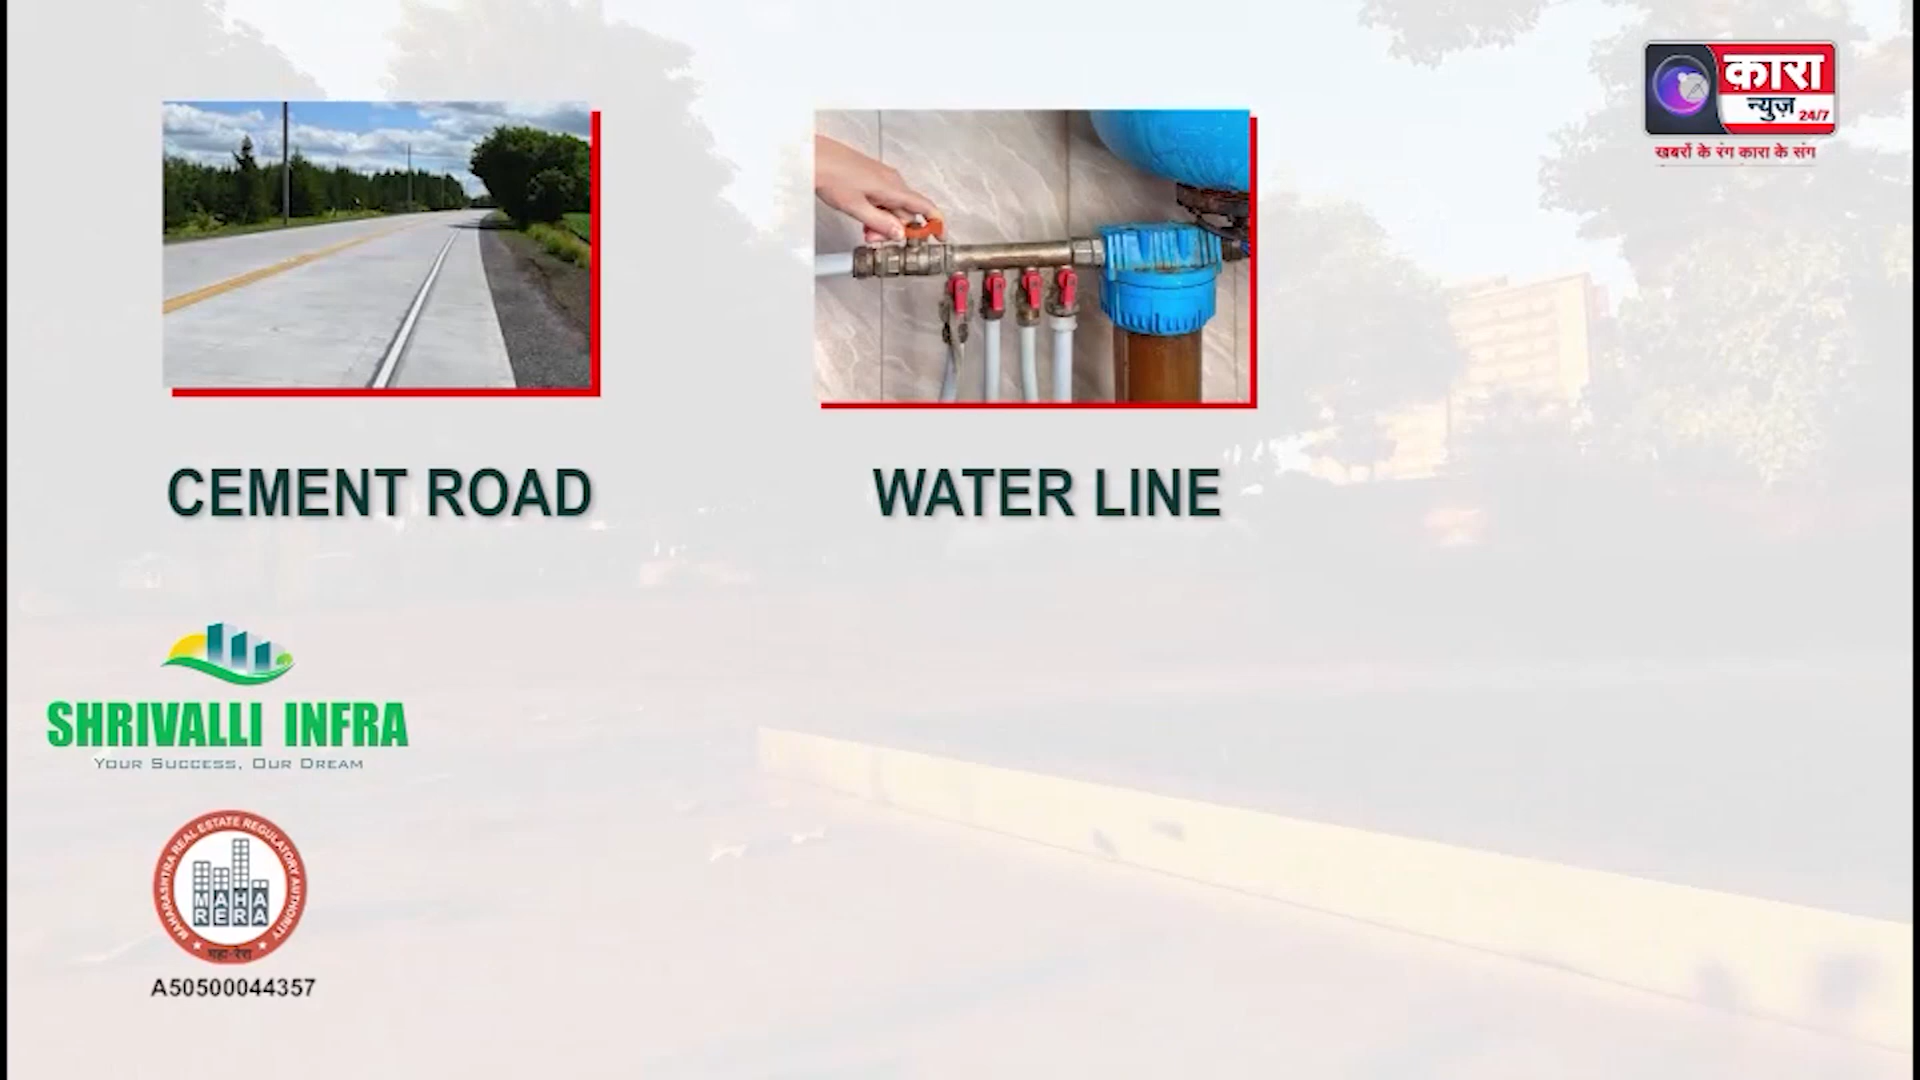 कारा
न्युज़ 24/7
खबरों के रंग कारा के संग
CEMENT ROAD
WATER LINE
SHRIVALLI INFRA
YOUR SUCCESS, OUR DREAM
MAHARASHTRA REAL ESTATE REGULATORY AUTHORITY
MAHA
RERA
महा-रेरा
A50500044357